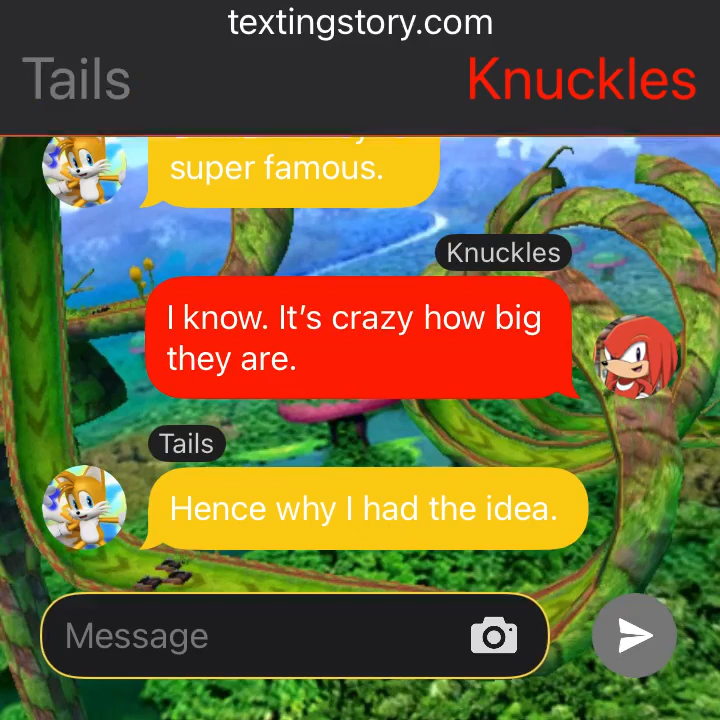 textingstory.com
Tails
Knuckles
super famous.
Knuckles
I know. It’s crazy how big
they are.
Tails
Hence why I had the idea.
Message